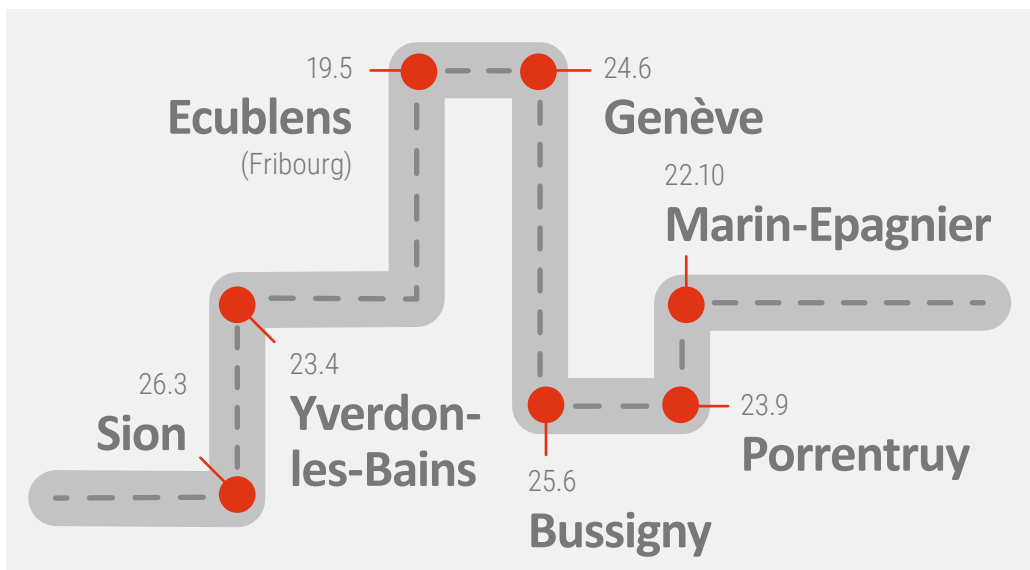 19.5
Ecublens
(Fribourg)
24.6
Genève
22.10
Marin-Epagnier
26.3
Sion
23.4
Yverdon-
les-Bains
23.9
Porrentruy
25.6
Bussigny